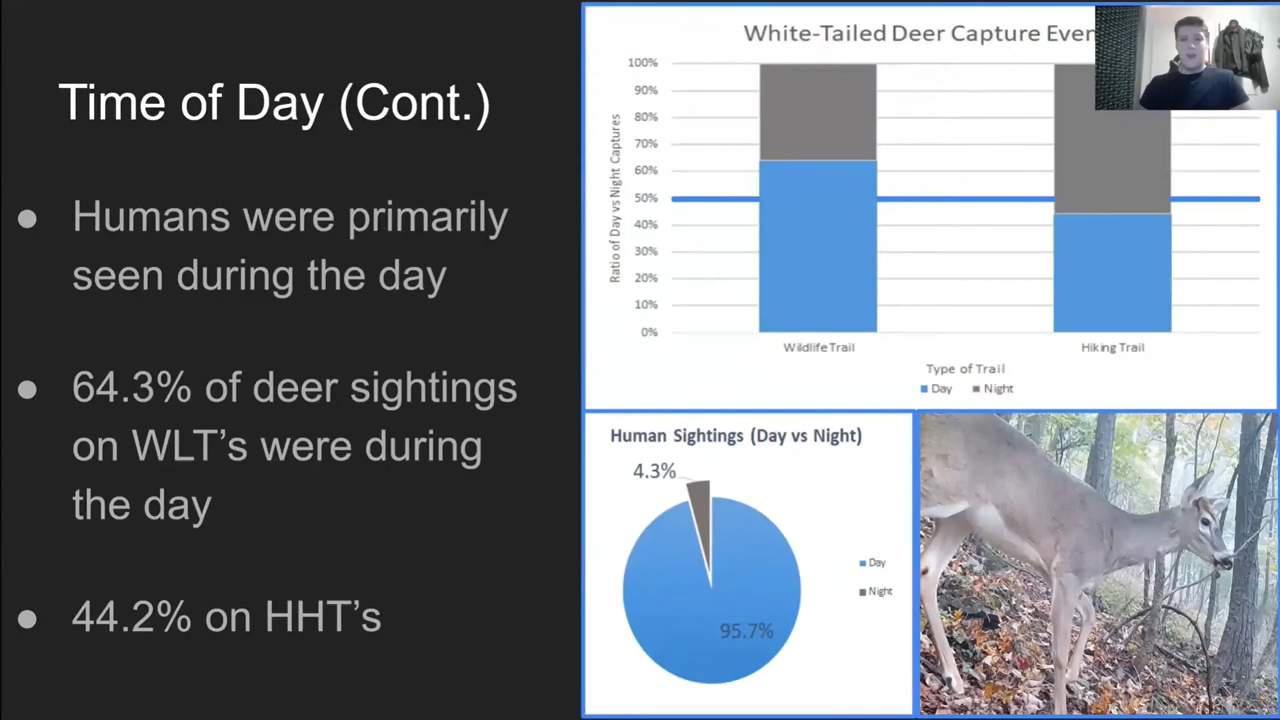 Time of Day (Cont.)
● Humans were primarily
seen during the day
● 64.3% of deer sightings
on WLT’s were during
the day
● 44.2% on HHT’s
White-Tailed Deer Capture
Ratio of Day vs Night Captures
100%
90%
80%
70%
60%
50%
40%
30%
20%
10%
0%
Wildlife Trail
Hiking Trail
Type of Trail
Day
Night
Human Sightings (Day vs Night)
4.3%
95.7%
Day
Night